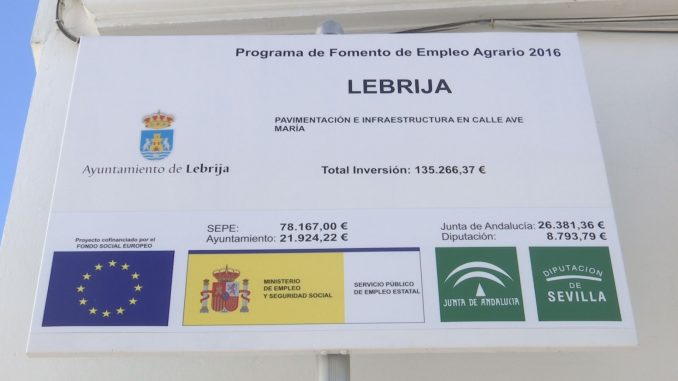 Programa de Fomento de Empleo Agrario 2016
LEBRIJA
PAVIMENTACIÓN E INFRAESTRUCTURA EN CALLE AVE
MARÍA
Ayuntamiento de Lebrija
Total Inversión: 135.266,37 €
Proyecto cofinanciado por el
FONDO SOCIAL EUROPEO
SEPE: 78.167,00 €
Ayuntamiento: 21.924,22 €
Junta de Andalucía: 26.381,36 €
Diputación: 8.793,79 €
MINISTERIO
DE EMPLEO
Y SEGURIDAD SOCIAL
SERVICIO PÚBLICO
DE EMPLEO ESTATAL
JUNTA DE ANDALUCIA
DIPUTACION
DE
SEVILLA